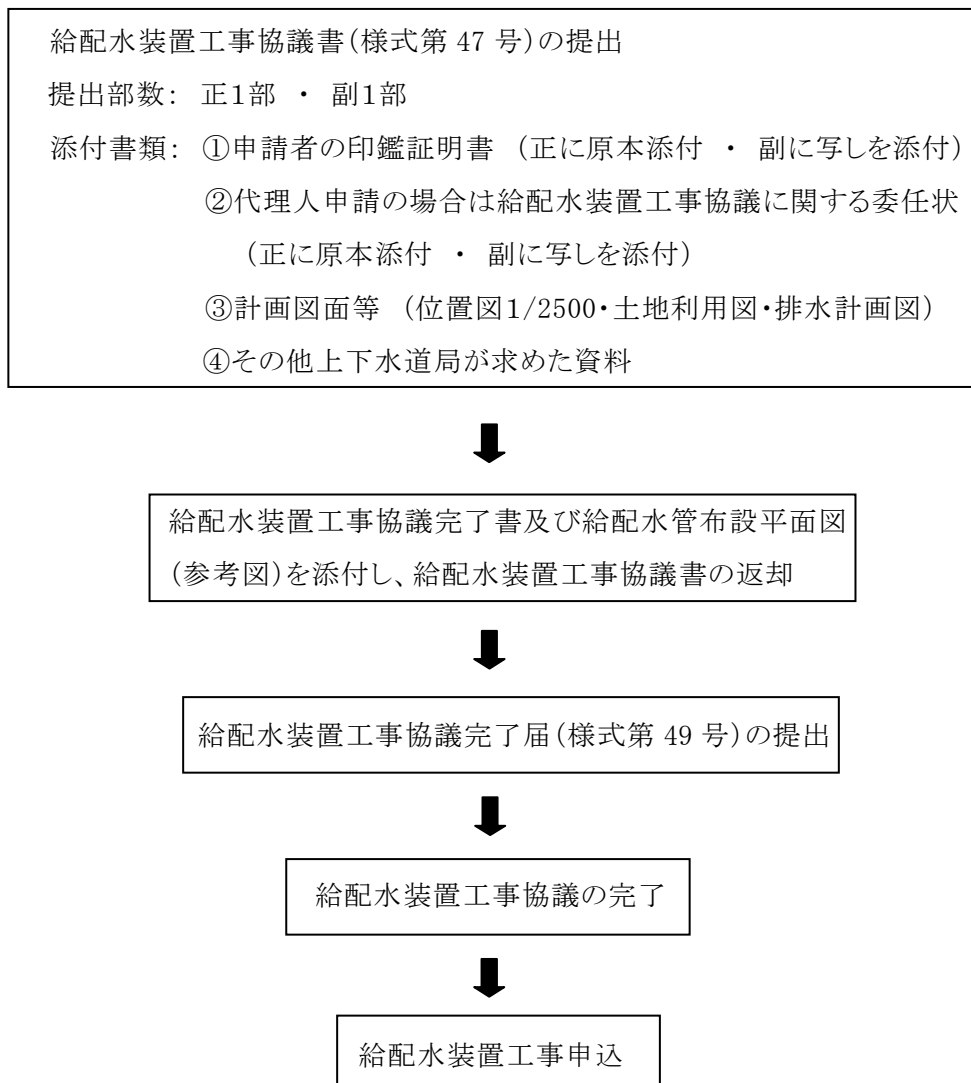 給配水装置工事協議書(様式第 47 号)の提出
提出部数： 正1部 ・ 副1部
添付書類： ①申請者の印鑑証明書 (正に原本添付 ・ 副に写しを添付)
②代理人申請の場合は給配水装置工事協議に関する委任状
(正に原本添付 ・ 副に写しを添付)
③計画図面等 (位置図1/2500・土地利用図・排水計画図)
④その他上下水道局が求めた資料
給配水装置工事協議完了書及び給配水管布設平面図
(参考図)を添付し、給配水装置工事協議書の返却
給配水装置工事協議完了届(様式第 49 号)の提出
給配水装置工事協議の完了
給配水装置工事申込